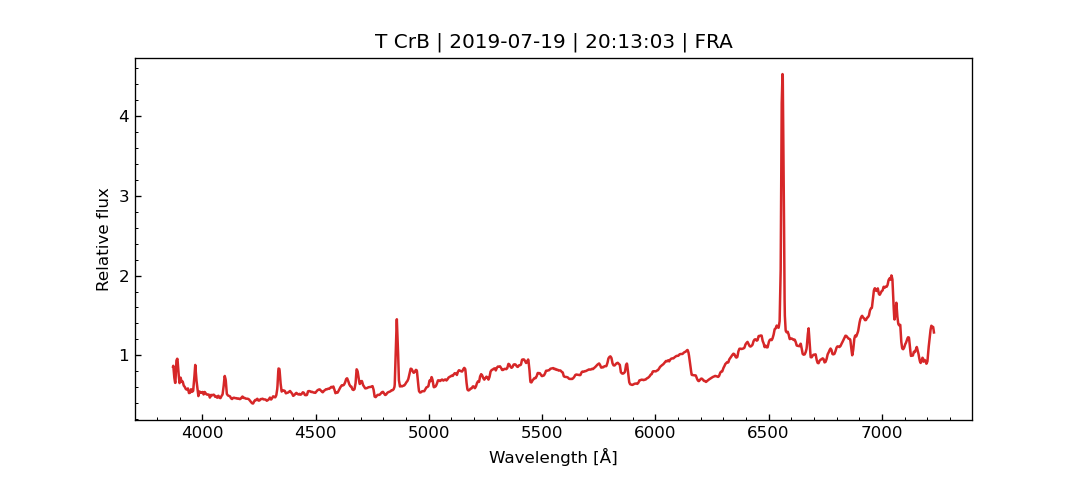 T CrB | 2019-07-19 | 20:13:03 | FRA
4
3
2
1
Relative flux
4000 4500 5000 5500 6000 6500 7000
Wavelength [Å]